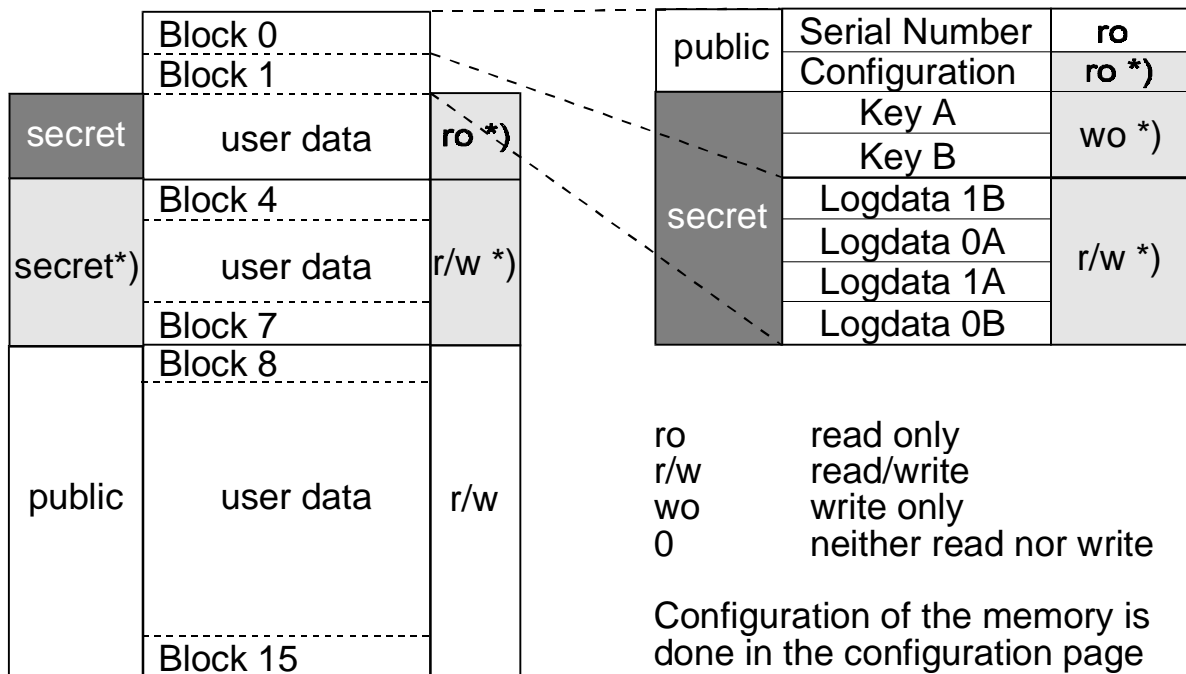 Block 0
Block 1
secret
user data
ro *)
Block 4
secret*)
user data
r/w *)
Block 7
Block 8
public
user data
r/w
Block 15
public
Serial Number
ro
Configuration
ro *)
Key A
wo *)
Key B
secret
Logdata 1B
Logdata 0A
r/w *)
Logdata 1A
Logdata 0B
ro read only
r/w read/write
wo write only
0 neither read nor write
Configuration of the memory is
done in the configuration page